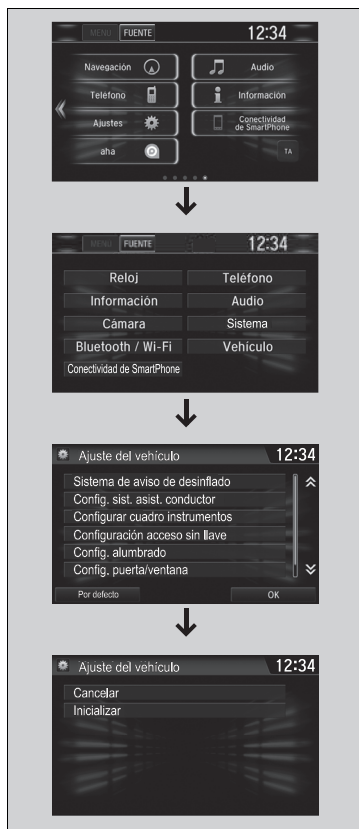 MENU FUENTE 12:34
Navegación Audio
Teléfono Información
Ajustes Conectividad
de SmartPhone
aha TA
MENU FUENTE 12:34
Reloj Teléfono
Información Audio
Cámara Sistema
Bluetooth / Wi-Fi Vehículo
Conectividad de SmartPhone
Ajuste del vehículo 12:34
Sistema de aviso de desinflado
Config. sist. asist. conductor
Configurar cuadro instrumentos
Configuración acceso sin llave
Config. alumbrado
Config. puerta/ventana
Por defecto OK
Ajuste del vehículo 12:34
Cancelar
Inicializar